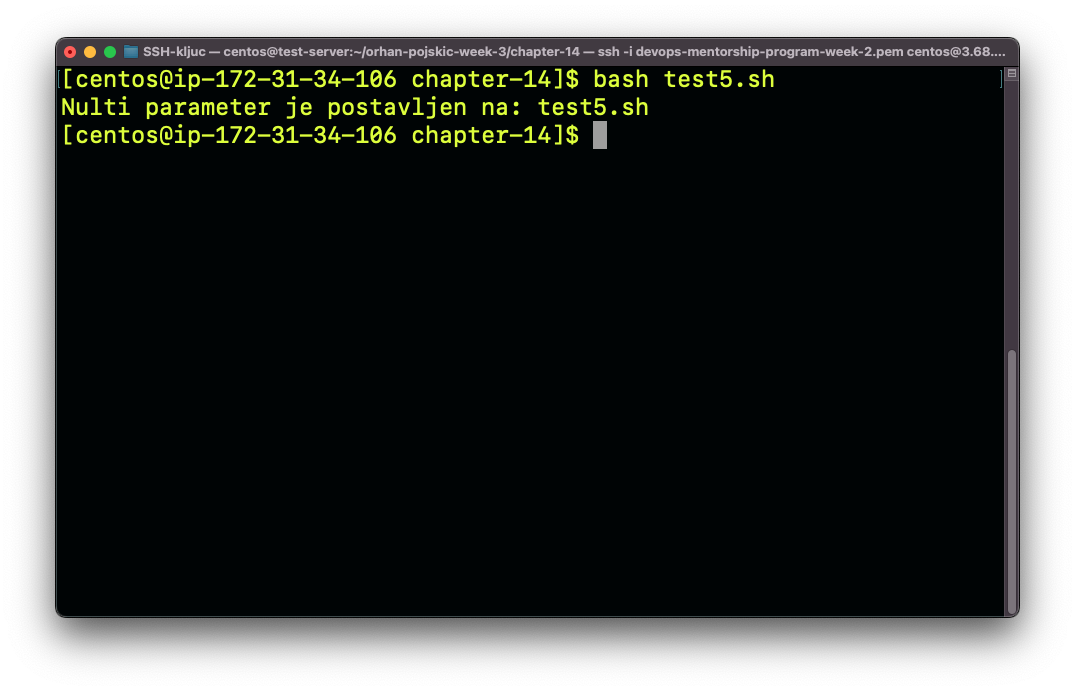 SSH-kljuc — centos@test-server:~/orhan-pojskic-week-3/chapter-14 — ssh -i devops-mentorship-program-week-2.pem centos@3.68....
[centos@ip-172-31-34-106 chapter-14]$ bash test5.sh
Nulti parameter je postavljen na: test5.sh
[centos@ip-172-31-34-106 chapter-14]$